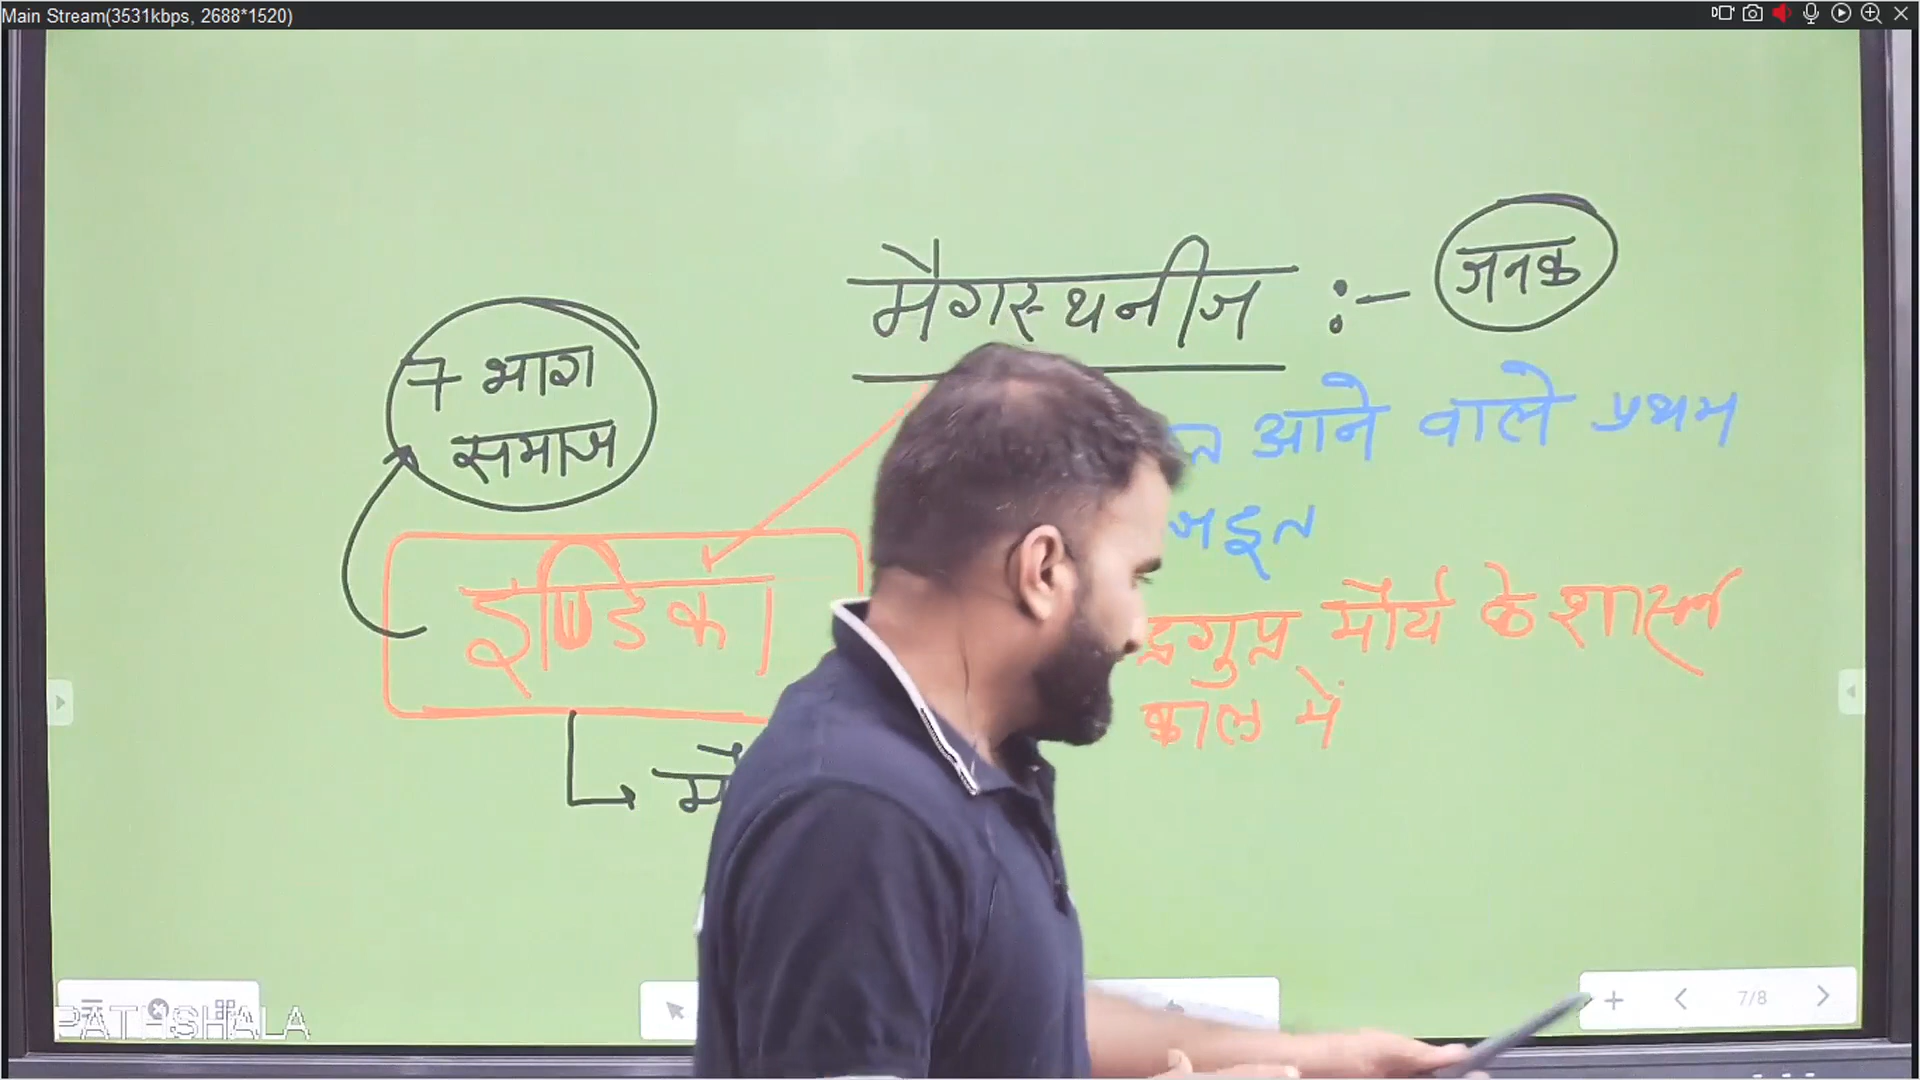 Main Stream(3531kbps, 2688*1520)
मैगस्थनीज :- जनक
7 भाग
समाज
आने वाले प्रथम
इण्डिका
मौर्य के शासन
काल में
7/8
PATHSHALA